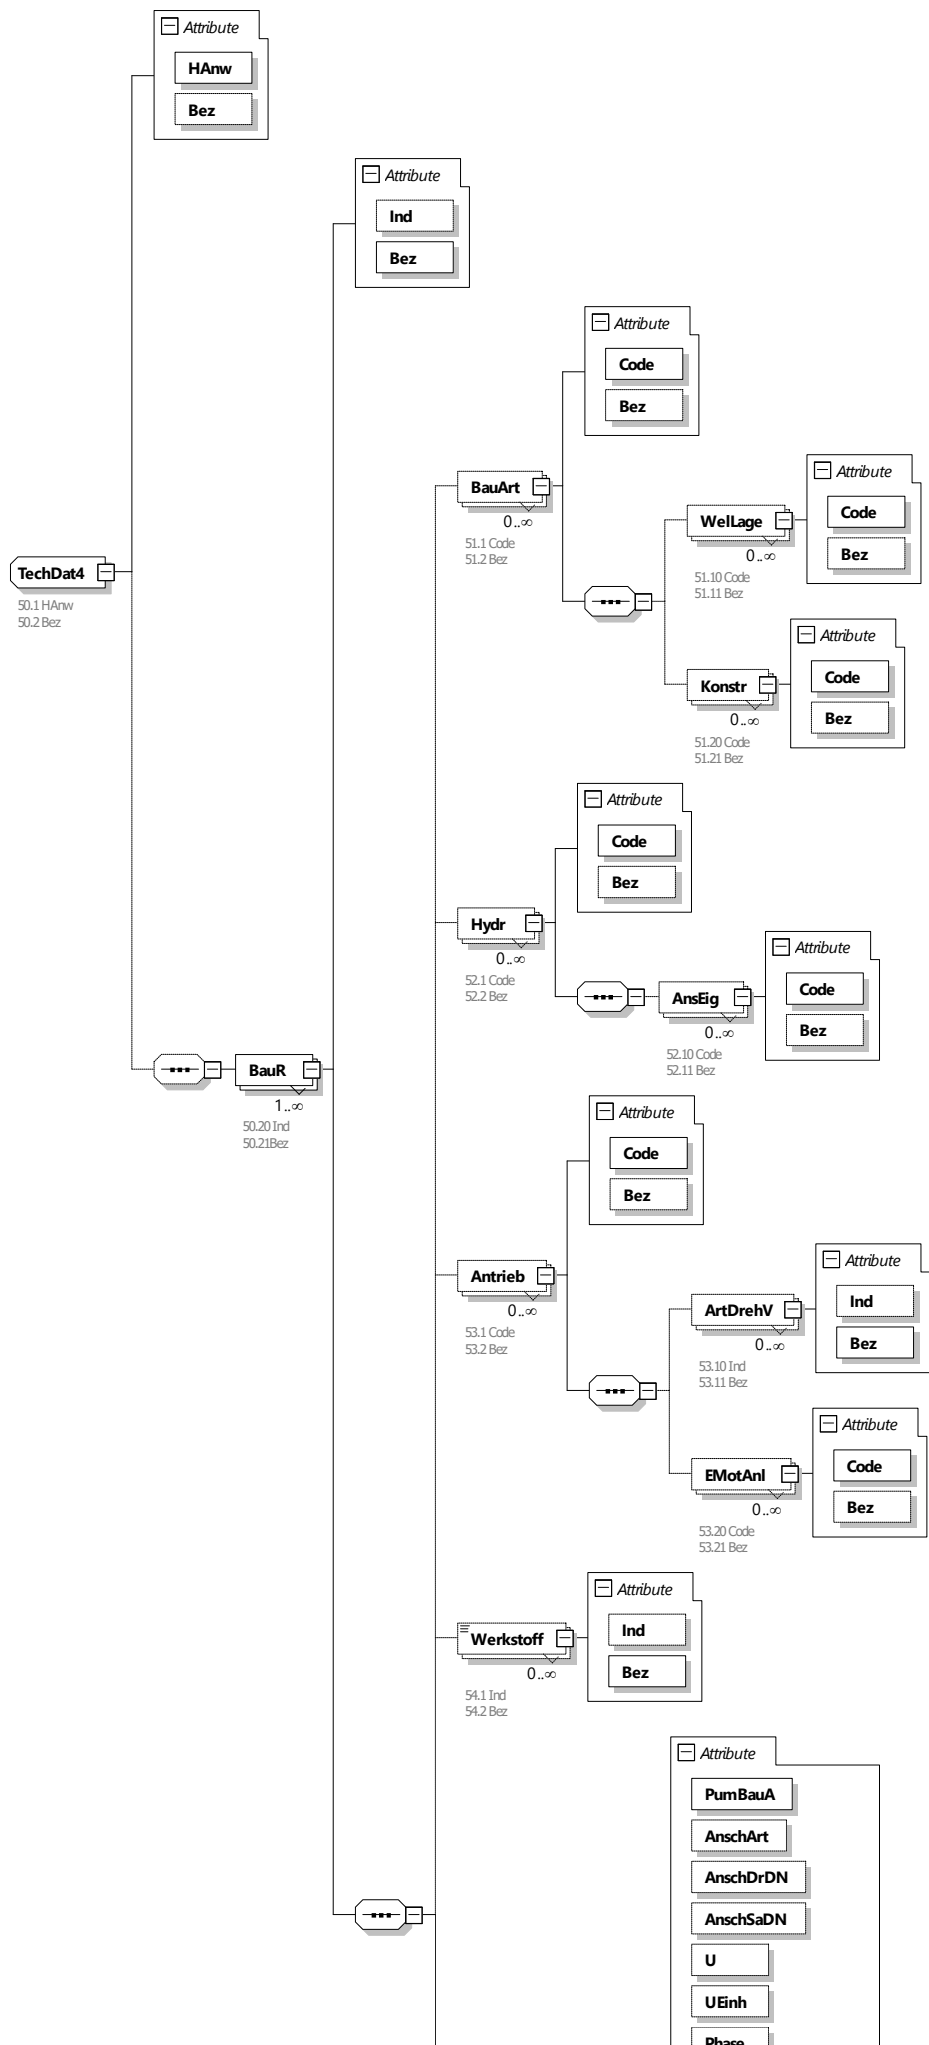 Attribute
HAnw
Bez
Attribute
Ind
Bez
Attribute
Code
Bez
BauArt
0..∞
51.1 Code
51.2 Bez
Attribute
WelLage
Code
0..∞
Bez
51.10 Code
51.11 Bez
TechDat4
50.1 HAnw
50.2 Bez
Attribute
Konstr
Code
0..∞
Bez
51.20 Code
51.21 Bez
Attribute
Code
Bez
Hydr
0..∞
52.1 Code
52.2 Bez
Attribute
AnsEig
Code
0..∞
Bez
52.10 Code
52.11 Bez
BauR
1..∞
50.20 Ind
50.21Bez
Attribute
Code
Bez
Antrieb
0..∞
53.1 Code
53.2 Bez
Attribute
ArtDrehV
Ind
0..∞
Bez
53.10 Ind
53.11 Bez
Attribute
EMotAnl
Code
0..∞
Bez
53.20 Code
53.21 Bez
Attribute
Werkstoff
Ind
0..∞
Bez
54.1 Ind
54.2 Bez
Attribute
PumBauA
AnschArt
AnschDrDN
AnschSaDN
U
UEinh
Phase